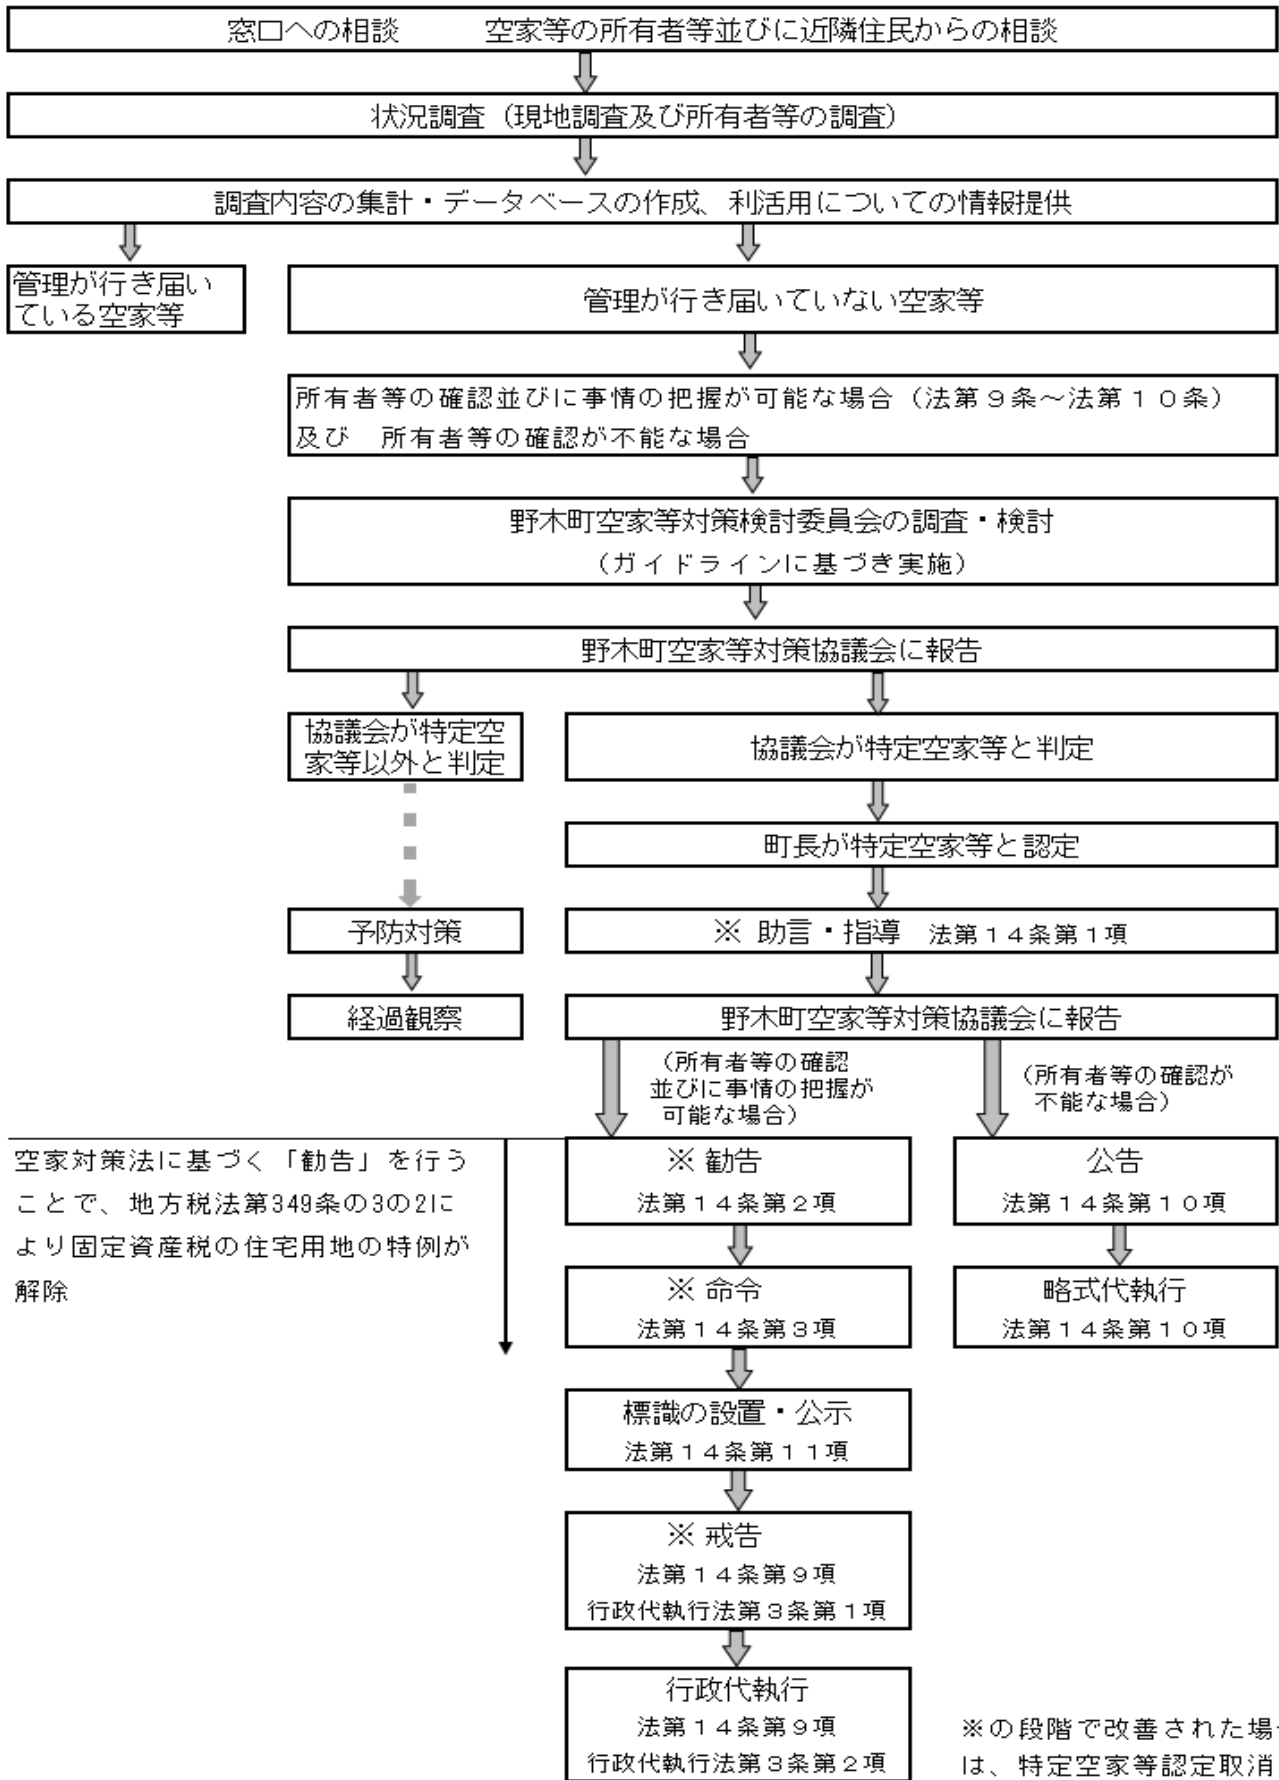 窓口への相談　　空家等の所有者等並びに近隣住民からの相談
状況調査（現地調査及び所有者等の調査）
調査内容の集計・データベースの作成、利活用についての情報提供
管理が行き届い
ている空家等
管理が行き届いていない空家等
所有者等の確認並びに事情の把握が可能な場合（法第９条～法第１０条）
及び　所有者等の確認が不能な場合
野木町空家等対策検討委員会の調査・検討
（ガイドラインに基づき実施）
野木町空家等対策協議会に報告
協議会が特定空
家等以外と判定
協議会が特定空家等と判定
町長が特定空家等と認定
予防対策
※ 助言・指導　法第１４条第１項
経過観察
野木町空家等対策協議会に報告
（所有者等の確認
並びに事情の把握が
可能な場合）
（所有者等の確認が
不能な場合）
空家対策法に基づく「勧告」を行う
ことで、地方税法第349条の3の2に
より固定資産税の住宅用地の特例が
解除
※ 勧告
法第１４条第２項
公告
法第１４条第１０項
※ 命令
法第１４条第３項
略式代執行
法第１４条第１０項
標識の設置・公示
法第１４条第１１項
※ 戒告
法第１４条第９項
行政代執行法第３条第１項
行政代執行
法第１４条第９項
行政代執行法第３条第２項
※の段階で改善された場
は、特定空家等認定取消